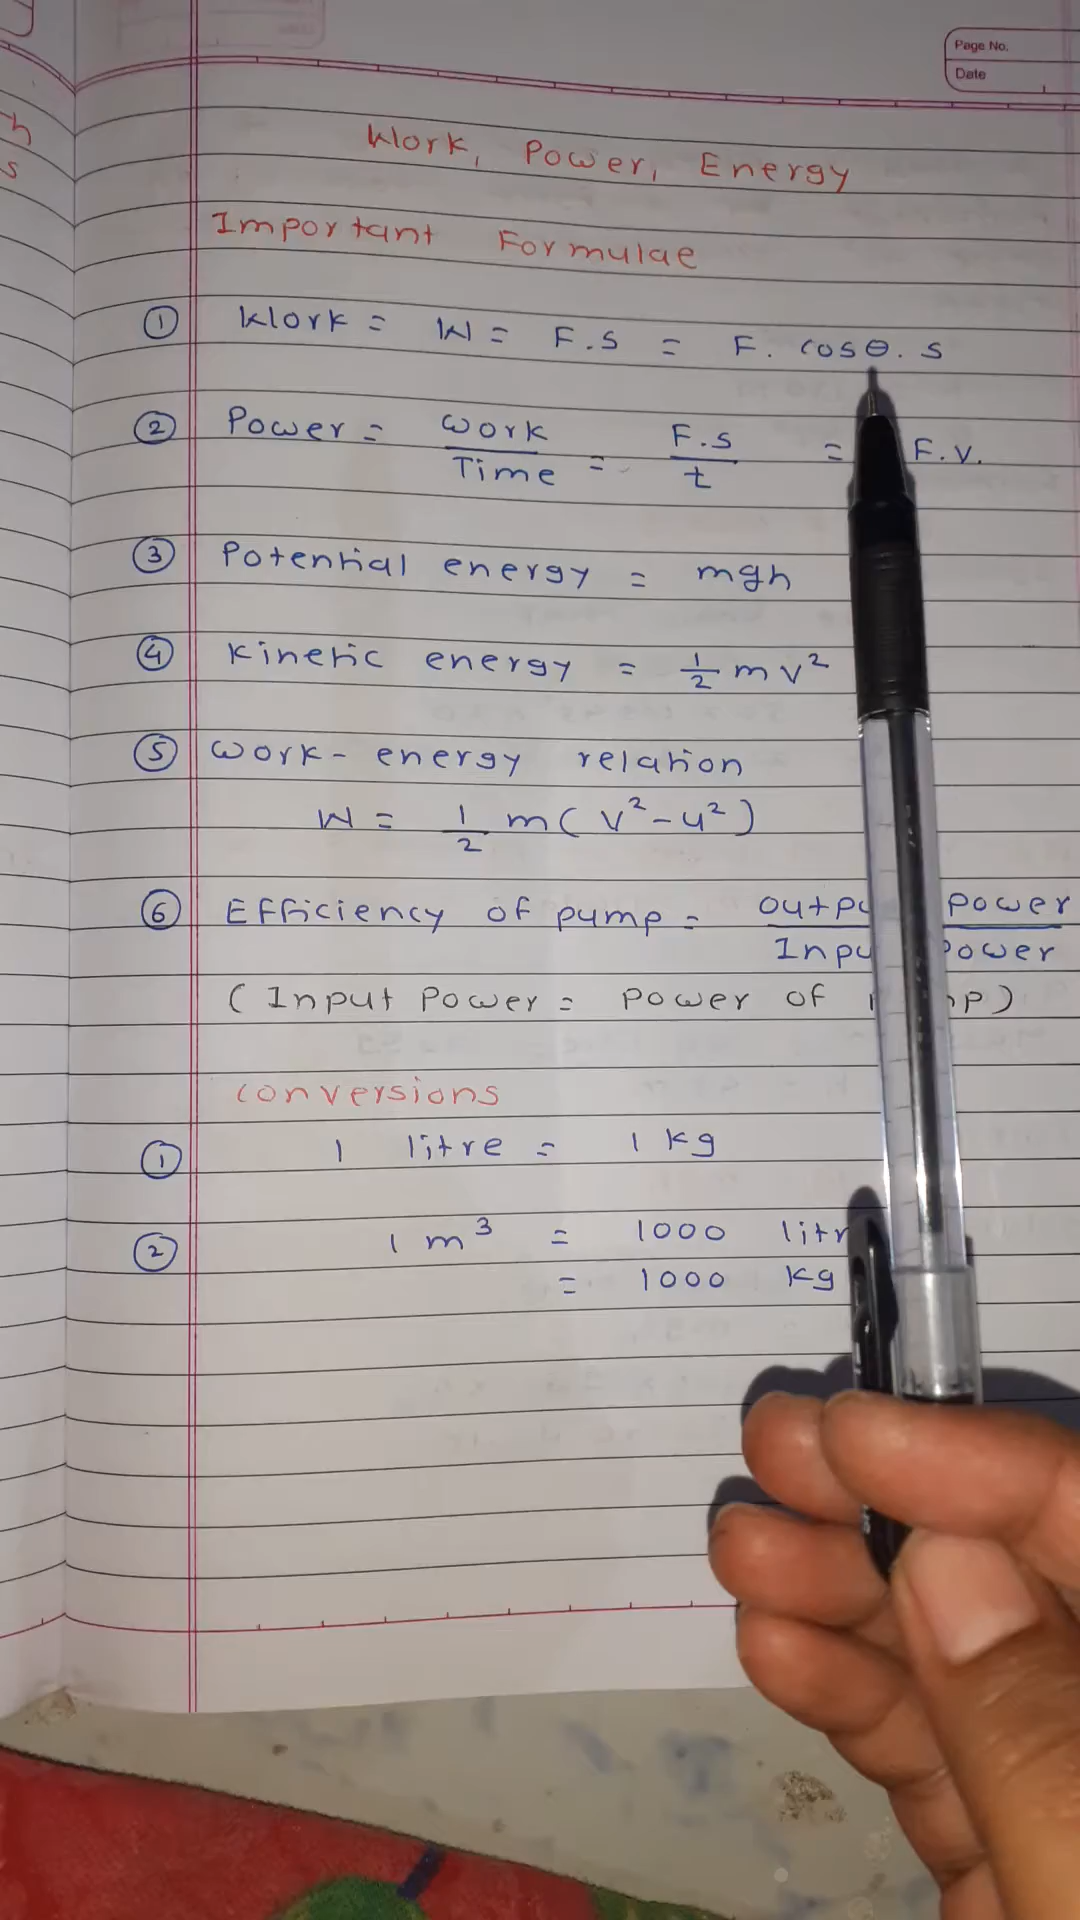 Page No.
Date
h
s
Work, Power, Energy
Important Formulae
① Work = W = F.s = F. cosθ. s
② Power = Work/Time = F.s/t = F.V.
③ Potential energy = mgh
④ Kinetic energy = 1/2 mv²
⑤ Work-energy relation
W = 1/2 m(v²-u²)
⑥ Efficiency of pump = power/power
(Input Power = Power of
Conversions
① 1 litre = 1 kg
② 1 m³ = 1000
= 1000 kg